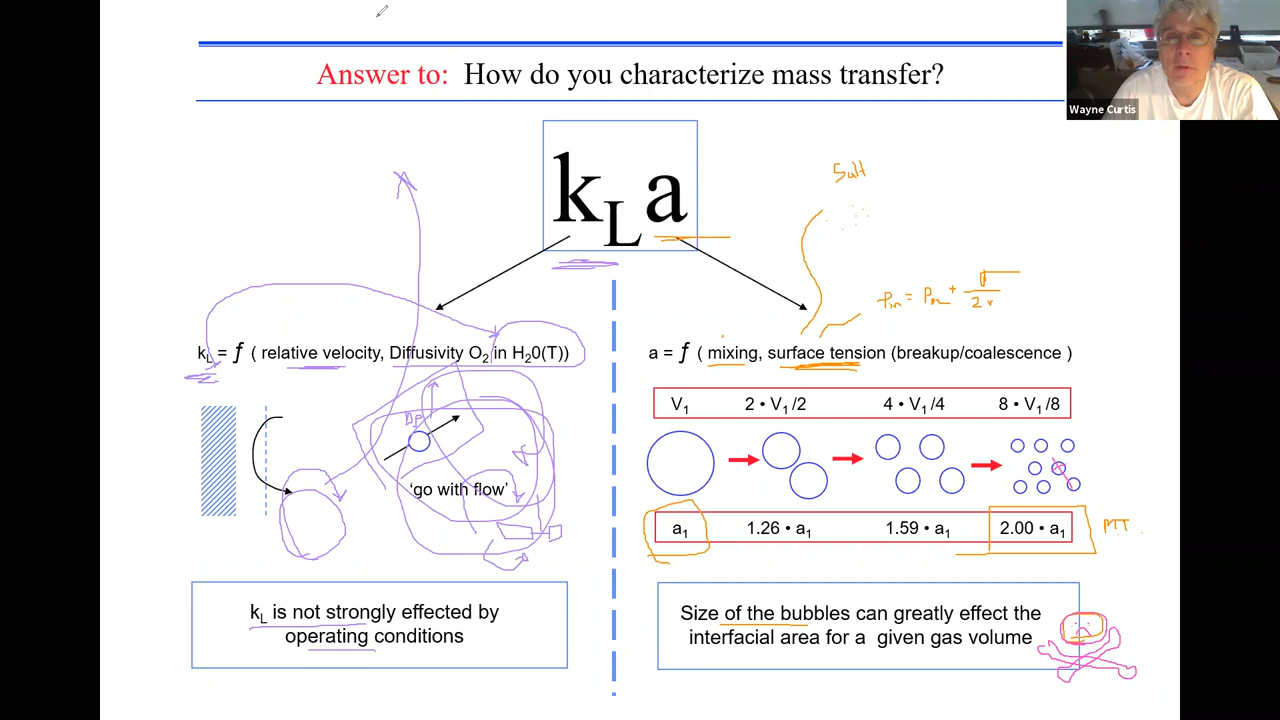 Answer to: How do you characterize mass transfer?
Wayne Curtis
kLa
Salt
kL = f ( relative velocity, Diffusivity O2 in H20(T))
a = f ( mixing, surface tension (breakup/coalescence )
V1 2 • V1 /2 4 • V1 /4 8 • V1 /8
ΔP
'go with flow'
a1 1.26 • a1 1.59 • a1 2.00 • a1
MT
kL is not strongly effected by
operating conditions
Size of the bubbles can greatly effect the
interfacial area for a given gas volume